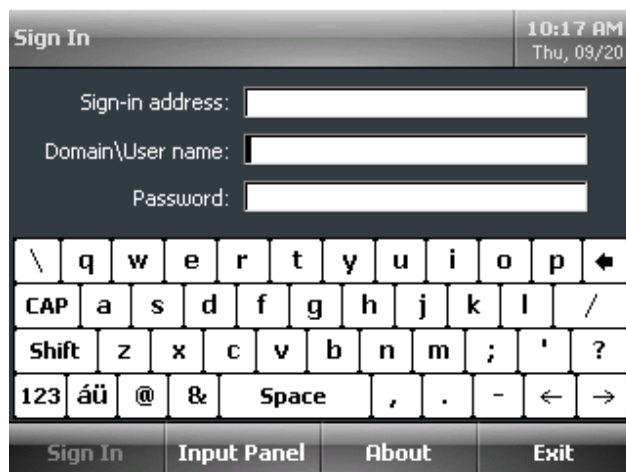 Sign In
10:17 AM
Thu, 09/20
Sign-in address:
Domain\User name:
Password:
\ q w e r t y u i o p ←
CAP a s d f g h j k l /
Shift z x c v b n m ; ' ?
123 áü @ & Space , . - ← →
Sign In Input Panel About Exit